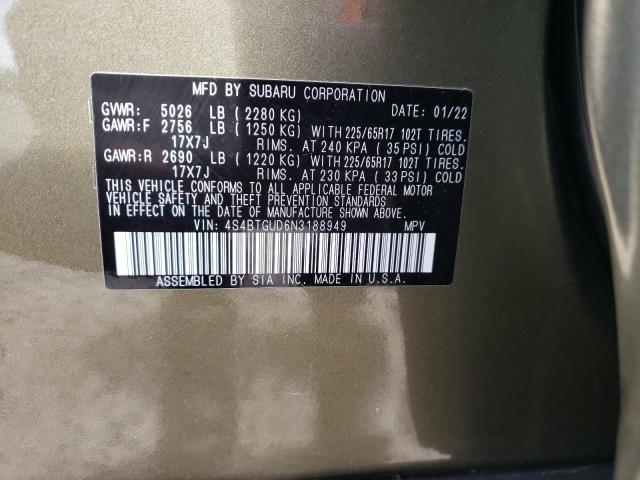 MFD BY SUBARU CORPORATION
GVWR: 5026 LB ( 2280 KG) DATE: 01/22
GAWR:F 2756 LB ( 1250 KG) WITH 225/65R17 102T TIRES.
17X7J RIMS. AT 240 KPA ( 35 PSI) COLD
GAWR:R 2690 LB ( 1220 KG) WITH 225/65R17 102T TIRES.
17X7J RIMS. AT 230 KPA ( 33 PSI) COLD
THIS VEHICLE CONFORMS TO ALL APPLICABLE FEDERAL MOTOR
VEHICLE SAFETY, BUMPER, AND THEFT PREVENTION STANDARDS
IN EFFECT ON THE DATE OF MANUFACTURE SHOWN ABOVE.
VIN: 4S4BTGUD6N3188949 MPV
ASSEMBLED BY SIA INC. MADE IN U.S.A.